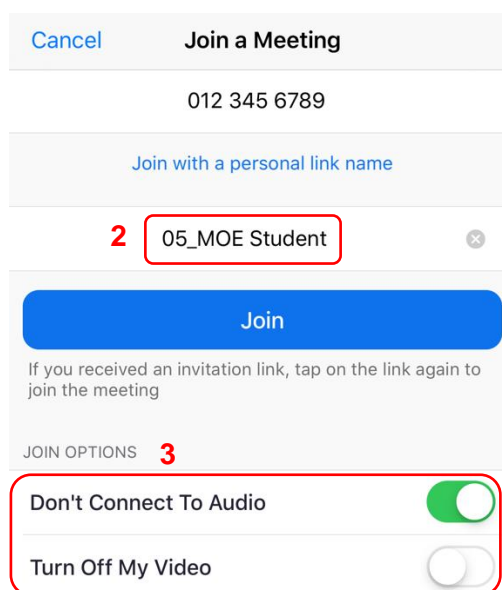 Cancel Join a Meeting
012 345 6789
Join with a personal link name
2 05_MOE Student
Join
If you received an invitation link, tap on the link again to
join the meeting
JOIN OPTIONS 3
Don't Connect To Audio
Turn Off My Video